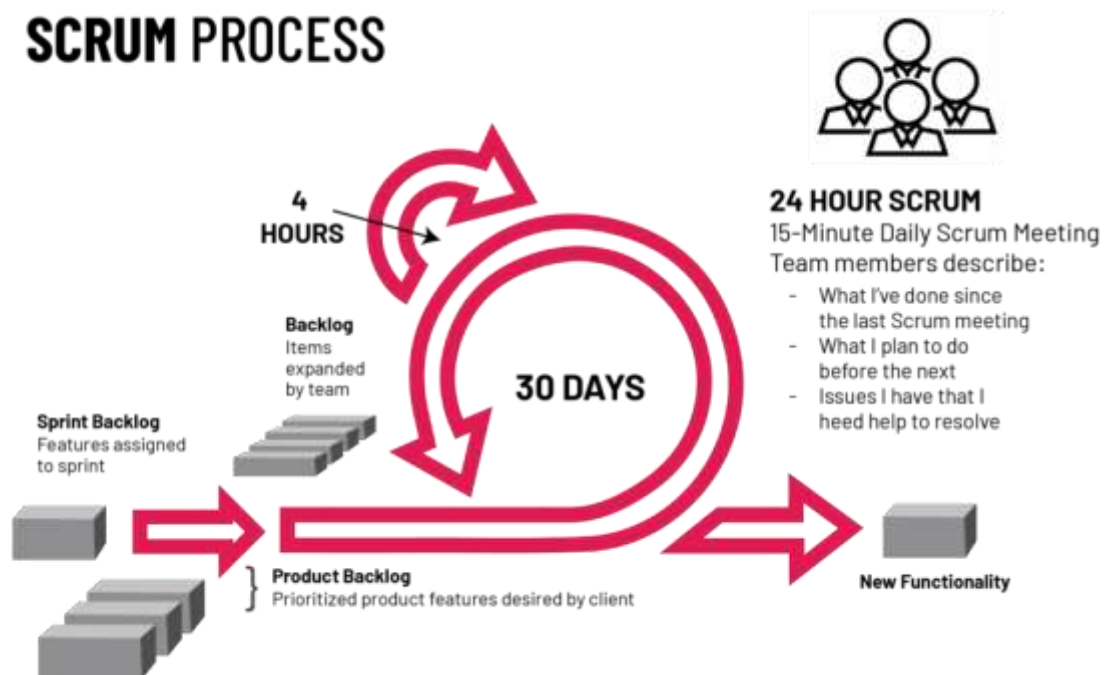 SCRUM PROCESS
4
HOURS
30 DAYS
Backlog
Items
expanded
by team
Sprint Backlog
Features assigned
to sprint
} Product Backlog
Prioritized product features desired by client
New Functionality
24 HOUR SCRUM
15-Minute Daily Scrum Meeting
Team members describe:
- What I've done since
the last Scrum meeting
- What I plan to do
before the next
- Issues I have that I
heed help to resolve